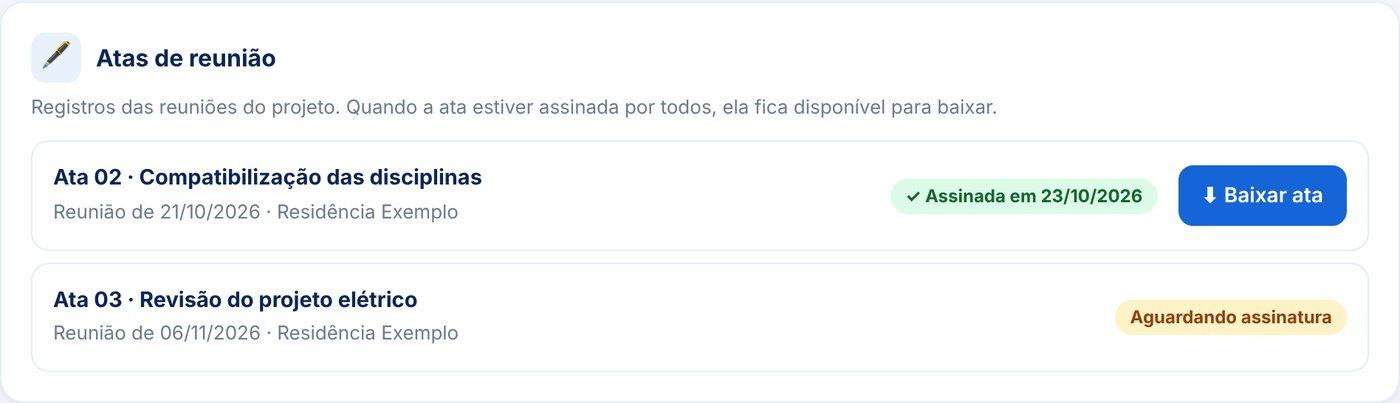 Atas de reunião
Registros das reuniões do projeto. Quando a ata estiver assinada por todos, ela fica disponível para baixar.
Ata 02 · Compatibilização das disciplinas
Reunião de 21/10/2026 · Residência Exemplo
✓ Assinada em 23/10/2026
⬇ Baixar ata
Ata 03 · Revisão do projeto elétrico
Reunião de 06/11/2026 · Residência Exemplo
Aguardando assinatura